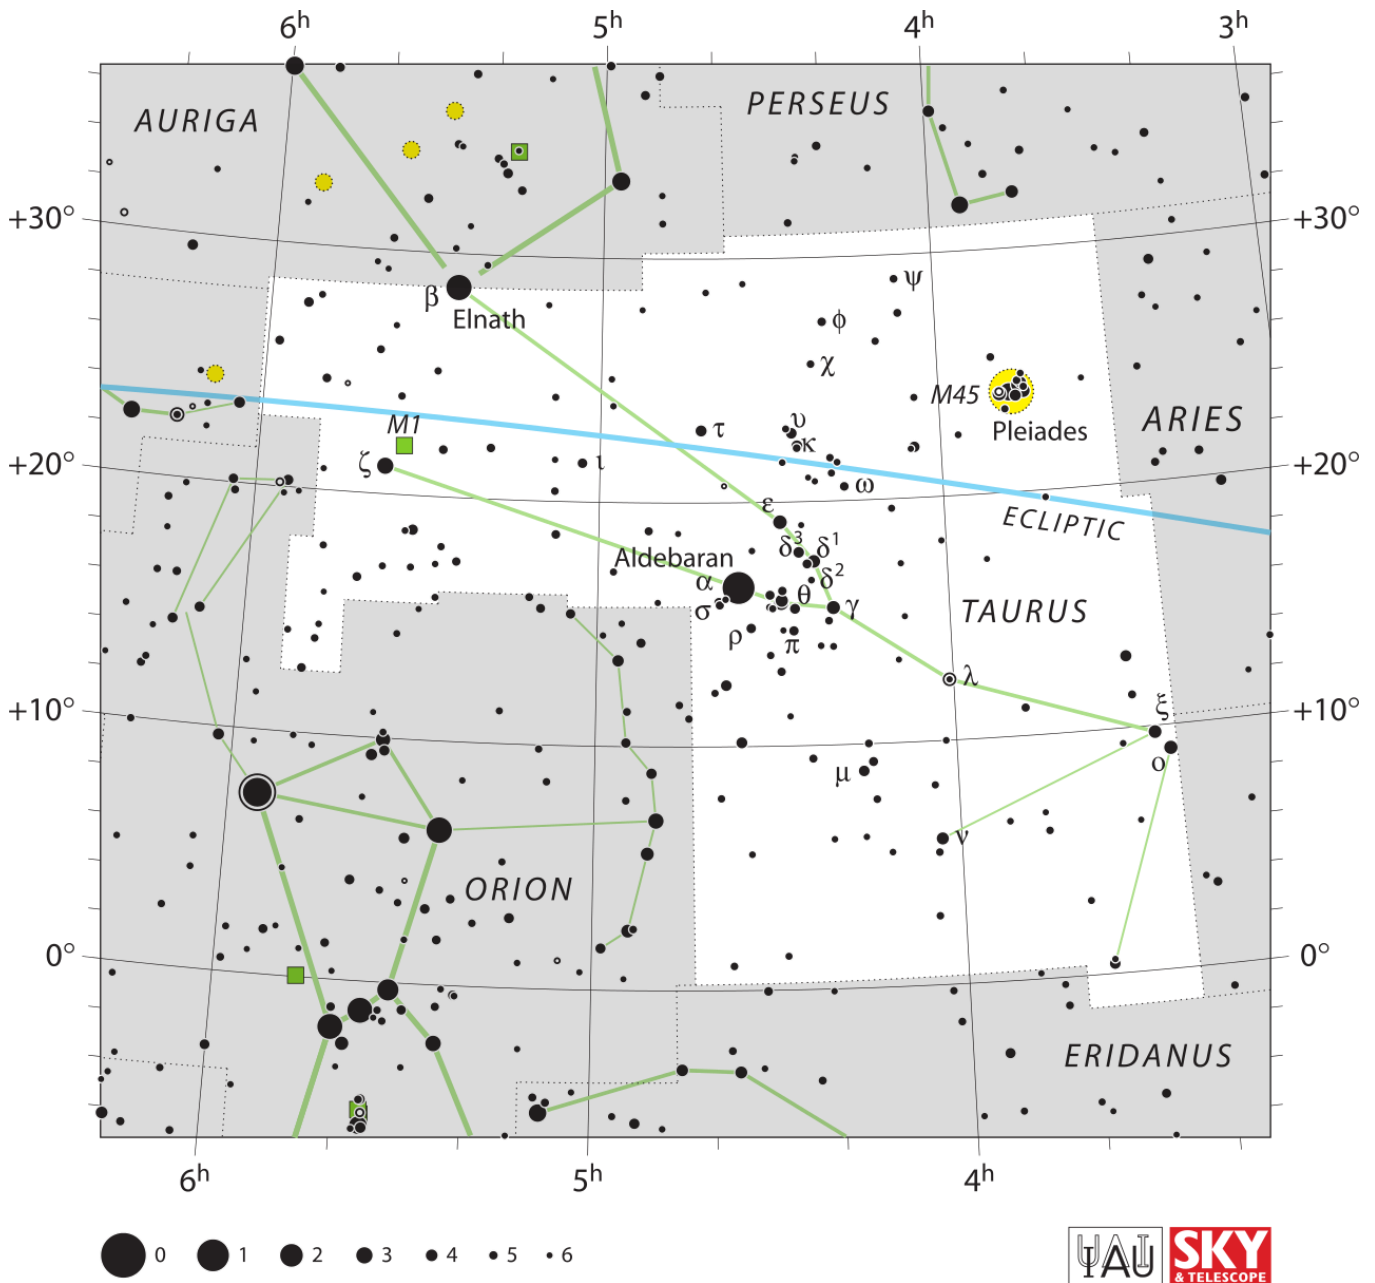 6h 5h 4h 3h
AURIGA
PERSEUS
+30° +30°
ψ
β
Elnath
ϕ
χ
M45
Pleiades
ARIES
M1
τ
υ
κ
ζ
ι
+20° +20°
ω
ε
ECLIPTIC
δ3 δ1
Aldebaran
α
δ2
σ
θ
γ
TAURUS
ρ
π
λ
+10° +10°
ξ
ο
μ
ν
ORION
0° 0°
ERIDANUS
6h 5h 4h
0 1 2 3 4 5 6
IAU
SKY
& TELESCOPE